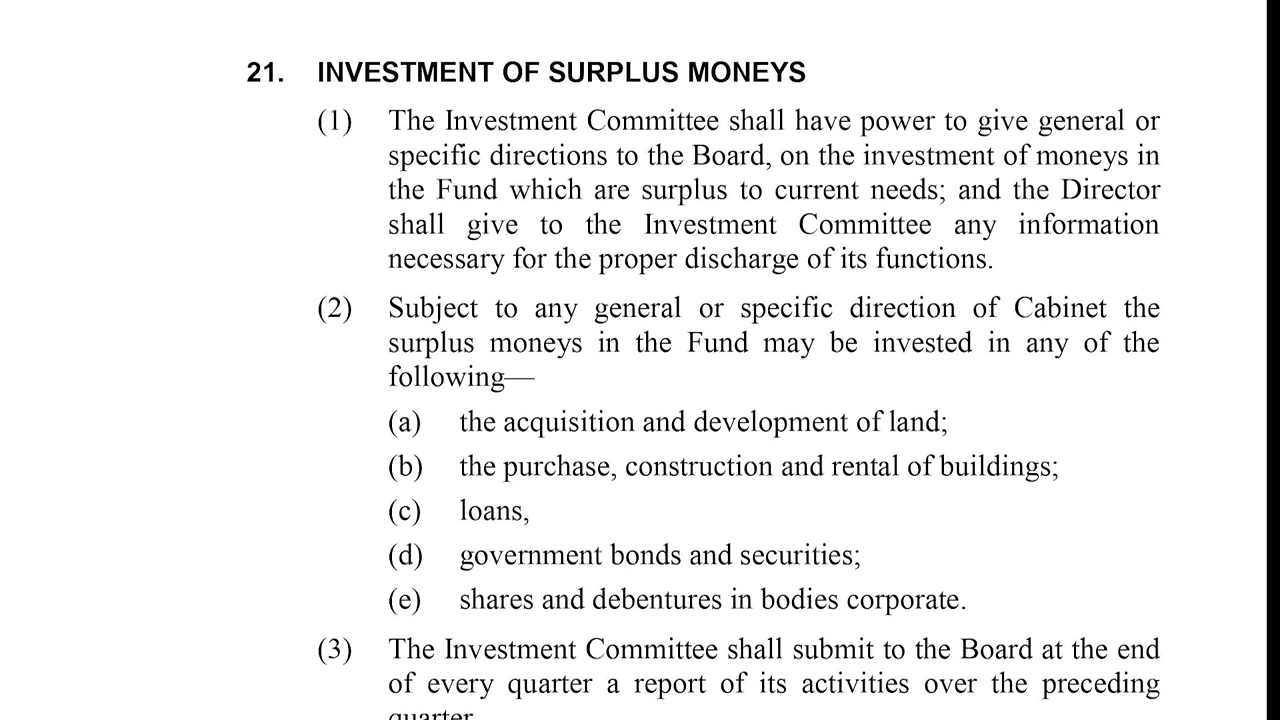 21. INVESTMENT OF SURPLUS MONEYS
(1) The Investment Committee shall have power to give general or
specific directions to the Board, on the investment of moneys in
the Fund which are surplus to current needs; and the Director
shall give to the Investment Committee any information
necessary for the proper discharge of its functions.
(2) Subject to any general or specific direction of Cabinet the
surplus moneys in the Fund may be invested in any of the
following—
(a) the acquisition and development of land;
(b) the purchase, construction and rental of buildings;
(c) loans,
(d) government bonds and securities;
(e) shares and debentures in bodies corporate.
(3) The Investment Committee shall submit to the Board at the end
of every quarter a report of its activities over the preceding
quarter.